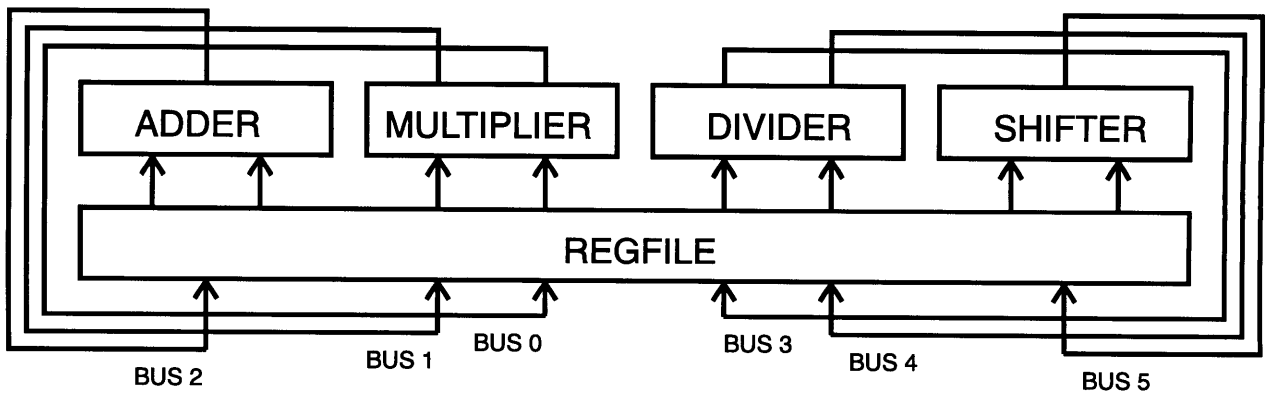 ADDER
MULTIPLIER
DIVIDER
SHIFTER
REGFILE
BUS 2
BUS 1
BUS 0
BUS 3
BUS 4
BUS 5